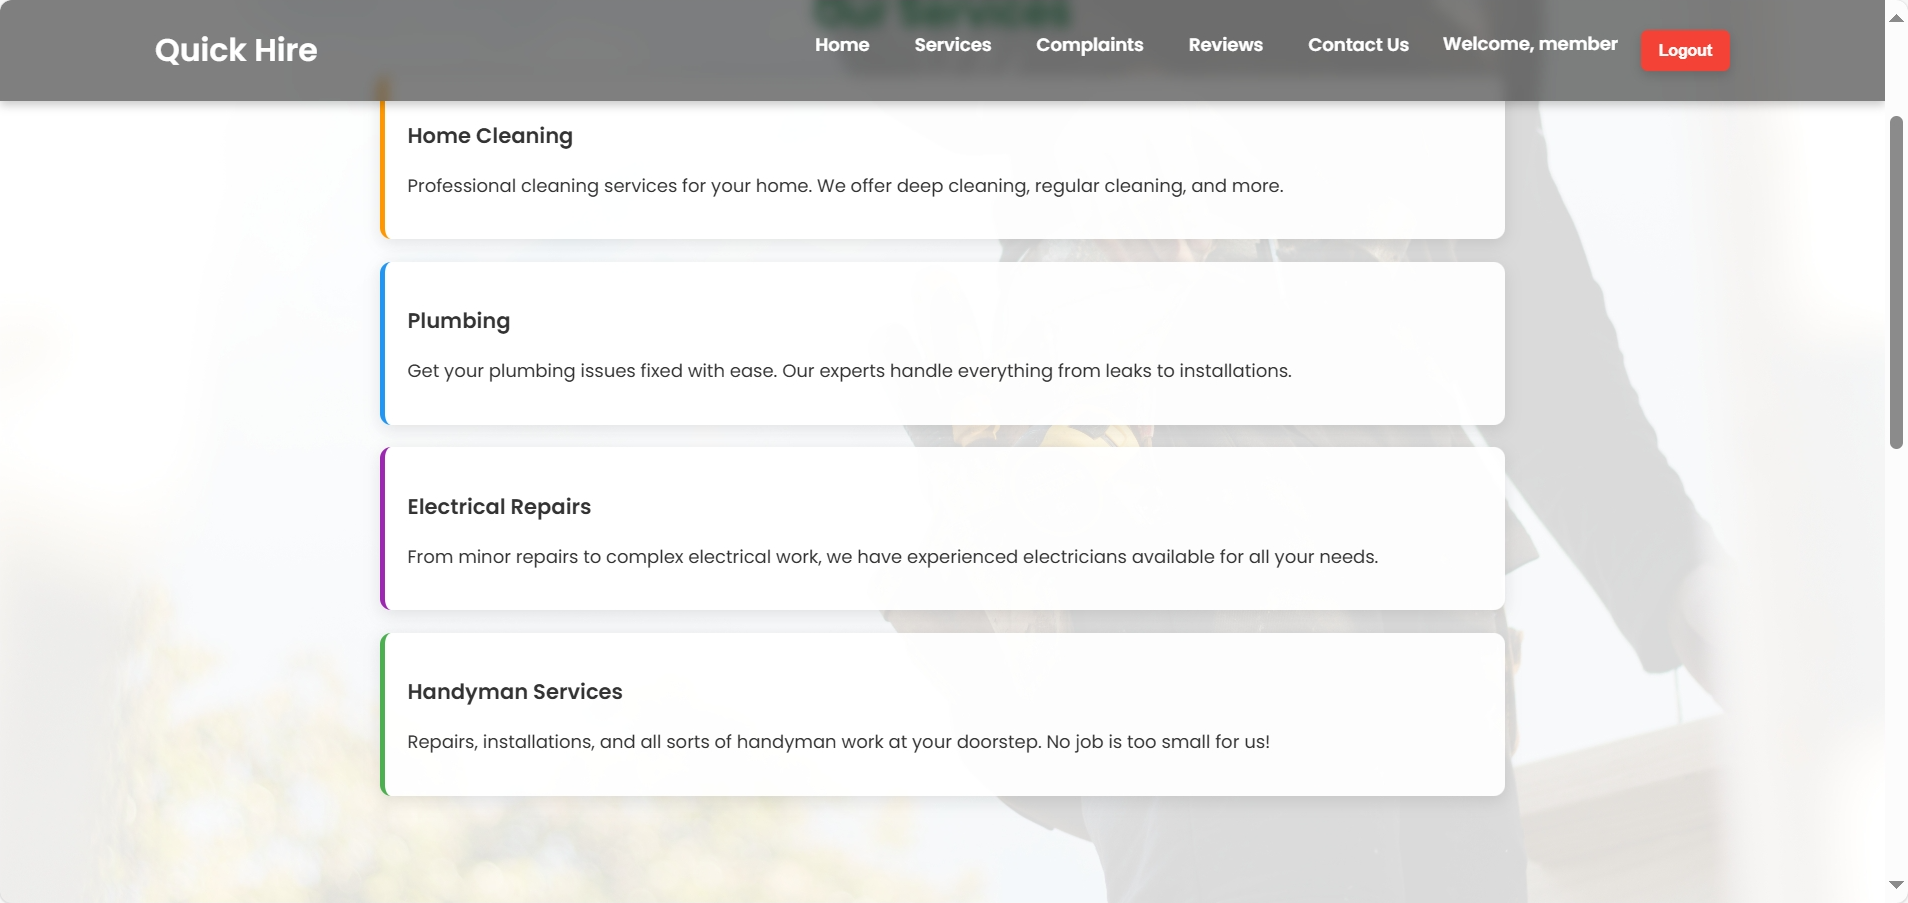 Our Services
Quick Hire
Home
Services
Complaints
Reviews
Contact Us
Welcome, member
Logout
Home Cleaning
Professional cleaning services for your home. We offer deep cleaning, regular cleaning, and more.
Plumbing
Get your plumbing issues fixed with ease. Our experts handle everything from leaks to installations.
Electrical Repairs
From minor repairs to complex electrical work, we have experienced electricians available for all your needs.
Handyman Services
Repairs, installations, and all sorts of handyman work at your doorstep. No job is too small for us!